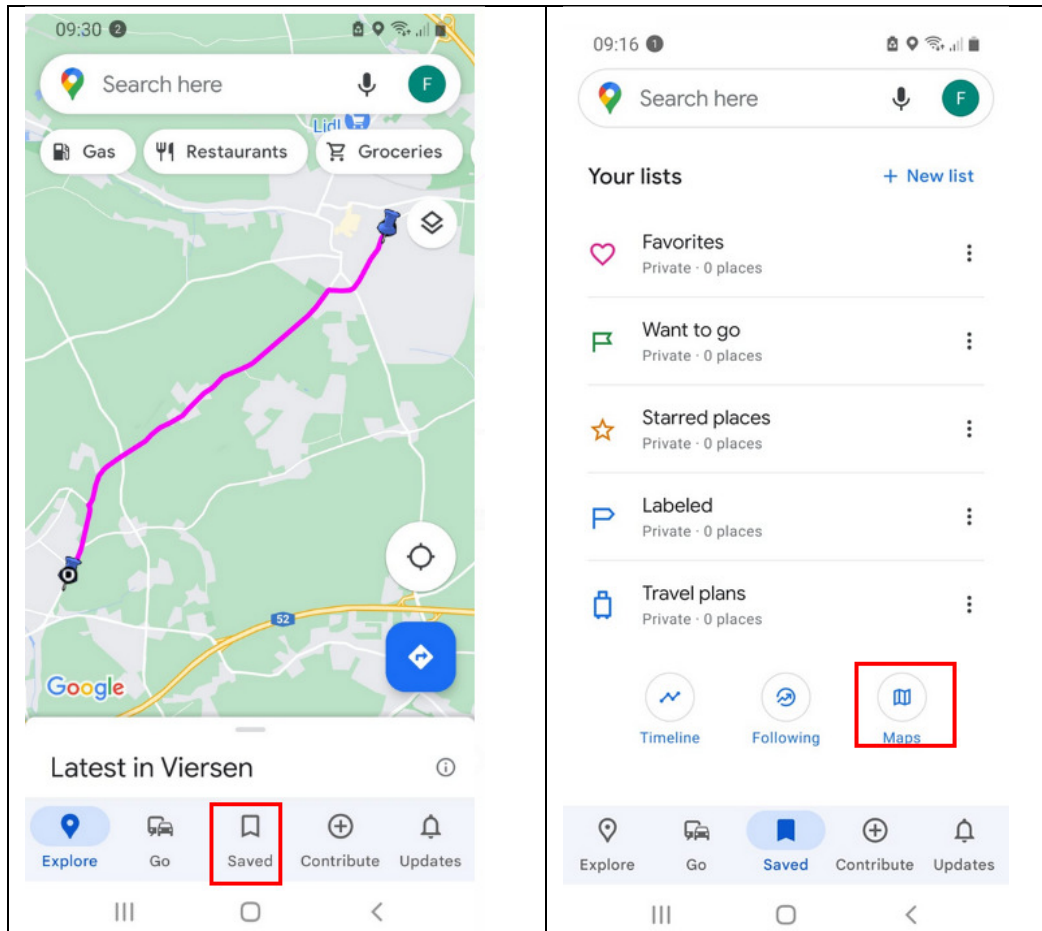 09:30 2
Search here F
Lidl
Gas Restaurants Groceries
52
Google
Latest in Viersen
Explore Go Saved Contribute Updates
09:16 1
Search here F
Your lists + New list
Favorites
Private · 0 places
Want to go
Private · 0 places
Starred places
Private · 0 places
Labeled
Private · 0 places
Travel plans
Private · 0 places
Timeline Following Maps
Explore Go Saved Contribute Updates